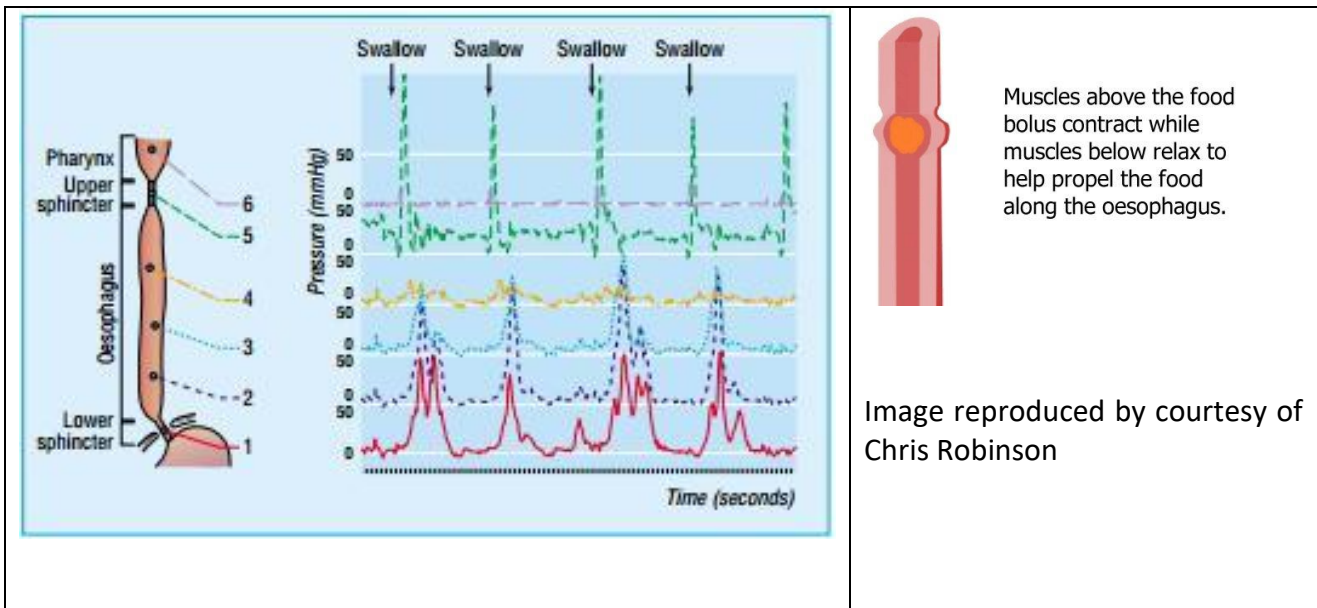 Swallow Swallow Swallow Swallow
Pharynx
Upper
sphincter
Oesophagus
Lower
sphincter
6
5
4
3
2
1
Pressure (mmHg)
50
0
50
0
50
0
50
0
50
0
50
0
Time (seconds)
Muscles above the food
bolus contract while
muscles below relax to
help propel the food
along the oesophagus.
Image reproduced by courtesy of
Chris Robinson